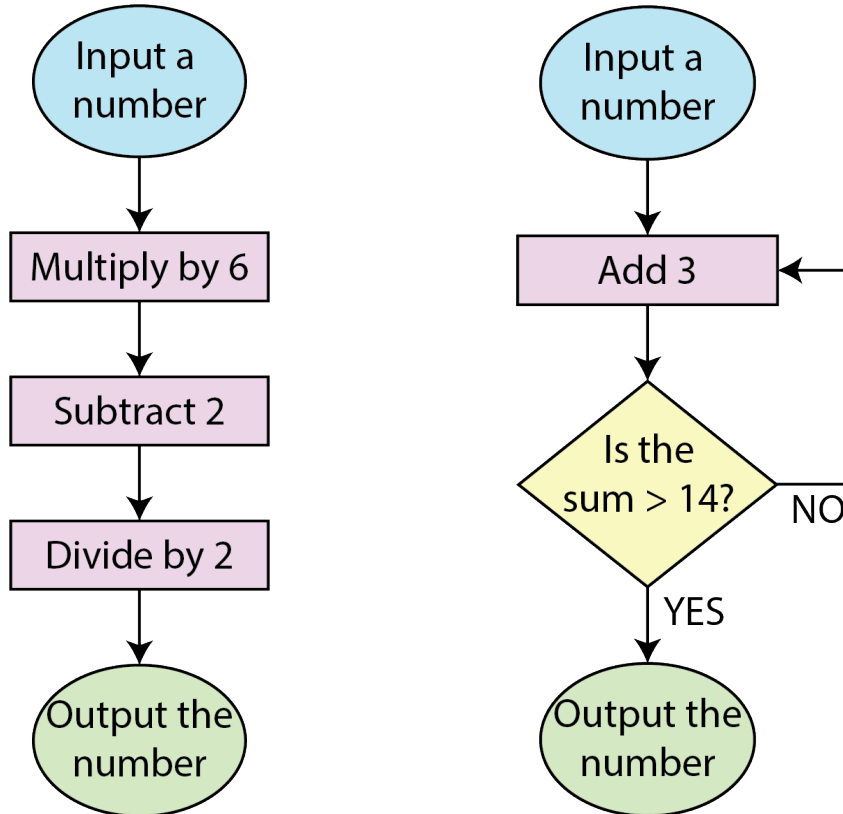 Input a
number
Multiply by 6
Subtract 2
Divide by 2
Output the
number
Input a
number
Add 3
Is the
sum > 14?
NO
YES
Output the
number